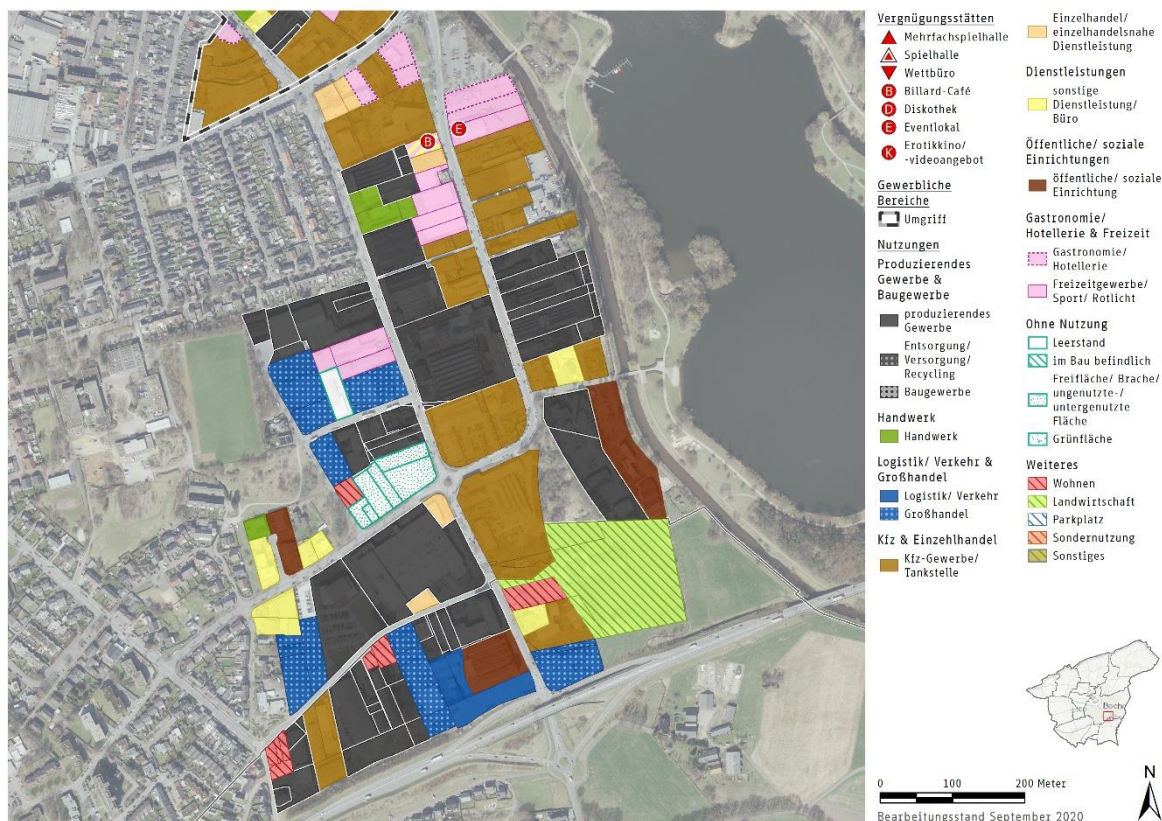 Vergnügungsstätten
Mehrfachspielhalle
Spielhalle
Wettbüro
B Billard-Café
D Diskothek
E Eventlokal
K Erotikkino/
-videoangebot
Gewerbliche
Bereiche
Umgriff
Nutzungen
Produzierendes
Gewerbe &
Baugewerbe
produzierendes
Gewerbe
Entsorgung/
Versorgung/
Recycling
Baugewerbe
Handwerk
Handwerk
Logistik/ Verkehr &
Großhandel
Logistik/ Verkehr
Großhandel
Kfz & Einzehlhandel
Kfz-Gewerbe/
Tankstelle
Einzelhandel/
einzelhandelsnahe
Dienstleistung
Dienstleistungen
sonstige
Dienstleistung/
Büro
Öffentliche/ soziale
Einrichtungen
öffentliche/ soziale
Einrichtung
Gastronomie/
Hotellerie & Freizeit
Gastronomie/
Hotellerie
Freizeitgewerbe/
Sport/ Rotlicht
Ohne Nutzung
Leerstand
im Bau befindlich
Freifläche/ Brache/
ungenutzte-/
untergenutzte
Fläche
Grünfläche
Weiteres
Wohnen
Landwirtschaft
Parkplatz
Sondernutzung
Sonstiges
B
E
Boch
0 100 200 Meter
N
Bearbeitungsstand September 2020